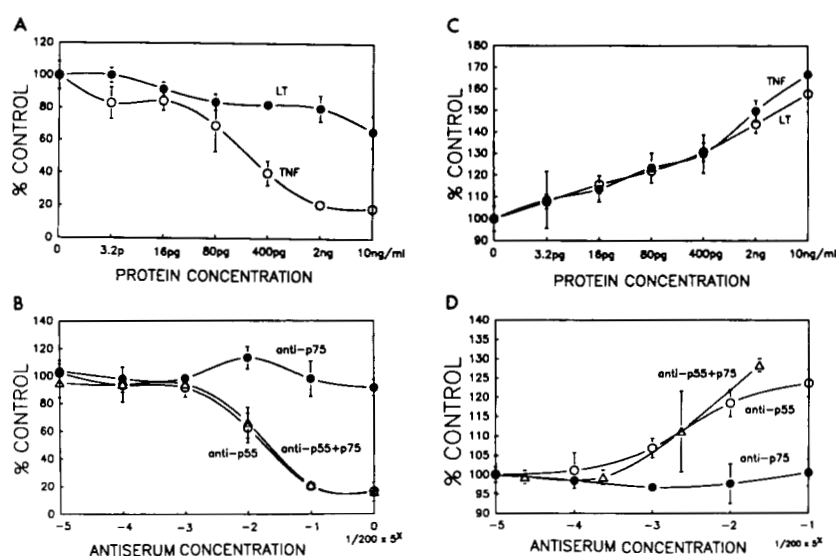 A
120
100
80
60
40
20
0
% CONTROL
LT
TNF
0 3.2p 16pg 80pg 400pg 2ng 10ng/ml
PROTEIN CONCENTRATION
C
180
170
160
150
140
130
120
110
100
90
% CONTROL
TNF
LT
0 3.2pg 16pg 80pg 400pg 2ng 10ng/ml
PROTEIN CONCENTRATION
B
140
120
100
80
60
40
20
0
% CONTROL
anti-p75
anti-p55
anti-p55+p75
-5 -4 -3 -2 -1 0
ANTISERUM CONCENTRATION 1/200 x 5^x
D
135
130
125
120
115
110
105
100
95
90
% CONTROL
anti-p55+p75
anti-p55
anti-p75
-5 -4 -3 -2 -1
ANTISERUM CONCENTRATION 1/200 x 5^x